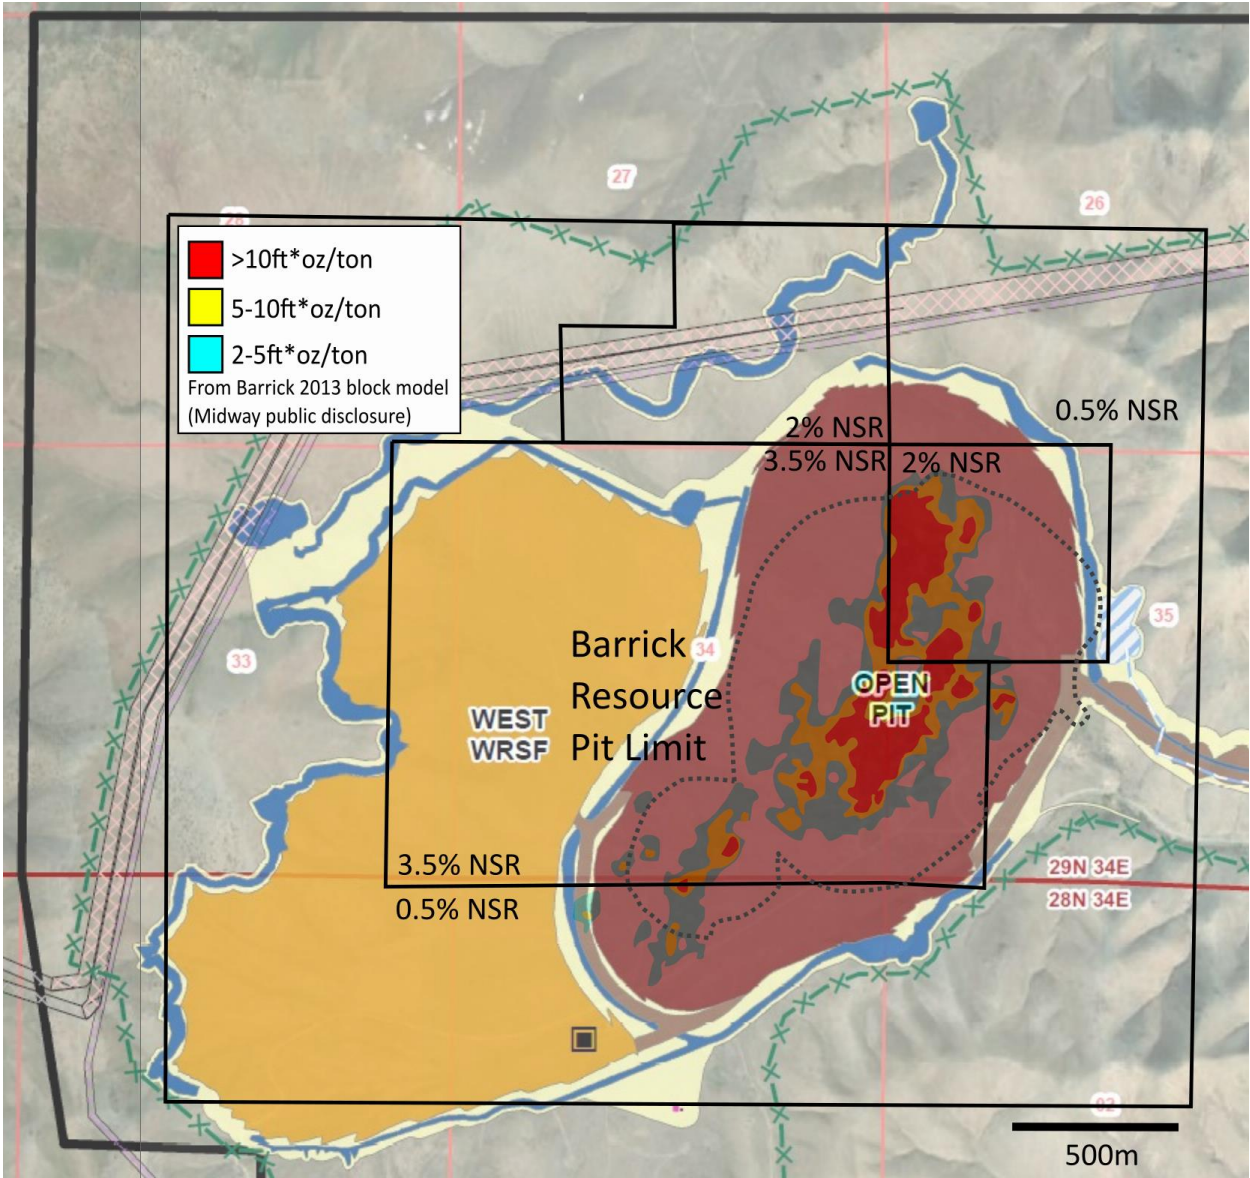 27
26
28
>10ft*oz/ton
5-10ft*oz/ton
2-5ft*oz/ton
From Barrick 2013 block model
(Midway public disclosure)
0.5% NSR
2% NSR
3.5% NSR
2% NSR
35
33
34
Barrick
Resource
Pit Limit
WEST
WRSF
OPEN
PIT
3.5% NSR
0.5% NSR
29N 34E
28N 34E
02
500m